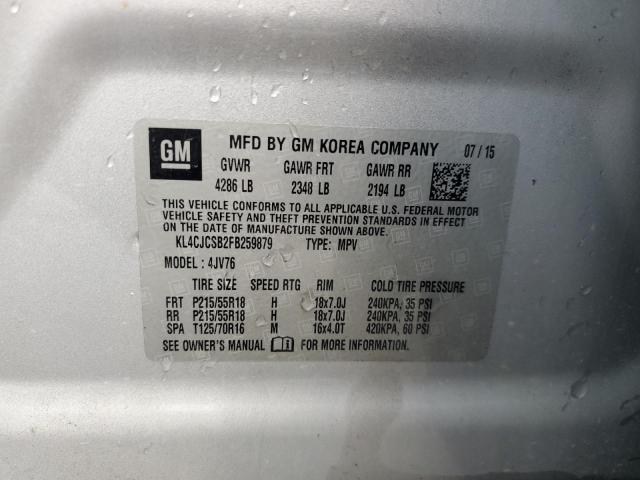 GM MFD BY GM KOREA COMPANY 07 / 15
GVWR GAWR FRT GAWR RR
4286 LB 2348 LB 2194 LB
THIS VEHICLE CONFORMS TO ALL APPLICABLE U.S. FEDERAL MOTOR
VEHICLE SAFETY AND THEFT PREVENTION STANDARDS IN EFFECT
ON THE DATE OF MANUFACTURE SHOWN ABOVE.
KL4CJCSB2FB259879 TYPE: MPV
MODEL : 4JV76
TIRE SIZE SPEED RTG RIM COLD TIRE PRESSURE
FRT P215/55R18 H 18x7.0J 240KPA, 35 PSI
RR P215/55R18 H 18x7.0J 240KPA, 35 PSI
SPA T125/70R16 M 16x4.0T 420KPA, 60 PSI
SEE OWNER'S MANUAL FOR MORE INFORMATION.